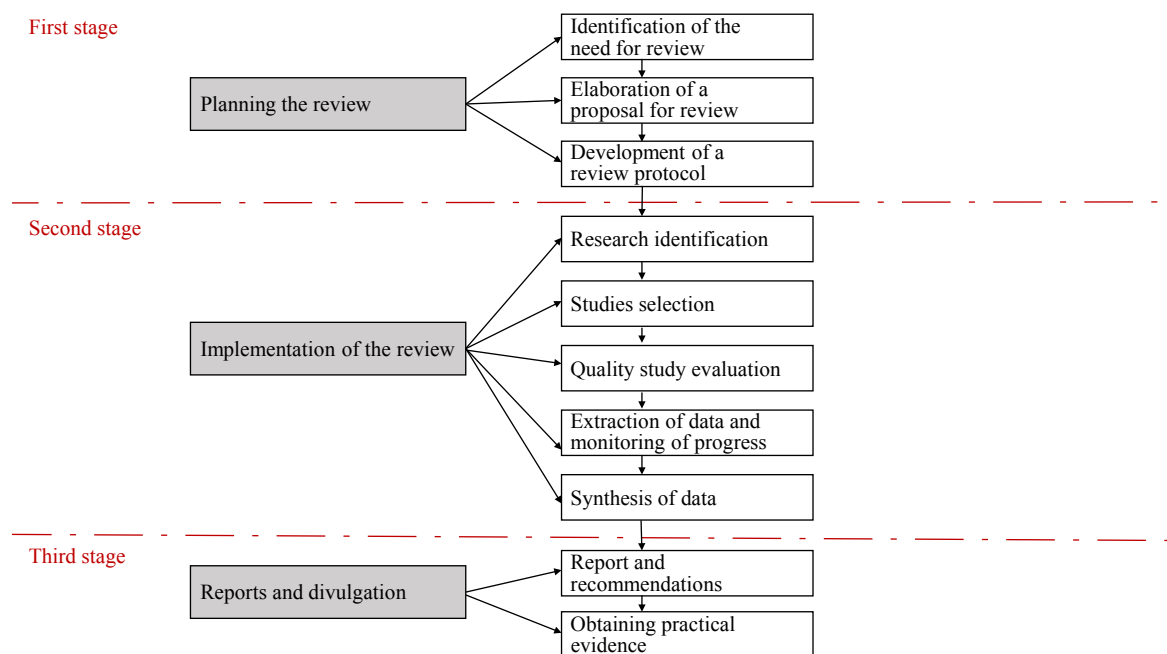 First stage
Identification of the
need for review
Planning the review
Elaboration of a
proposal for review
Development of a
review protocol
Second stage
Research identification
Studies selection
Implementation of the review
Quality study evaluation
Extraction of data and
monitoring of progress
Synthesis of data
Third stage
Report and
recommendations
Reports and divulgation
Obtaining practical
evidence